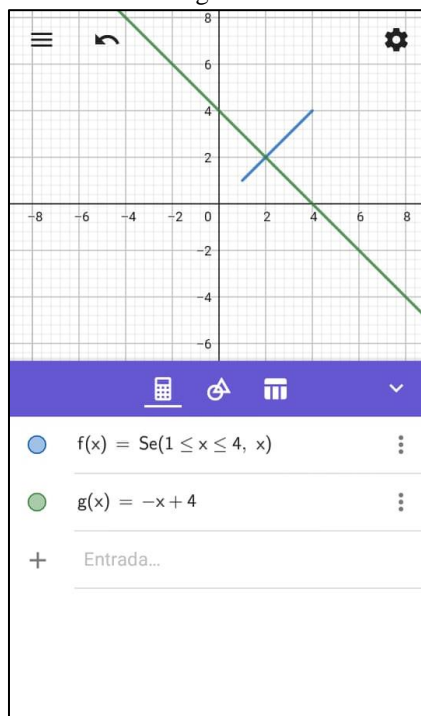 8
6
4
2
−8 −6 −4 −2 0 2 4 6 8
−2
−4
−6
f(x) = Se(1 ≤ x ≤ 4, x)
g(x) = −x + 4
+ Entrada...